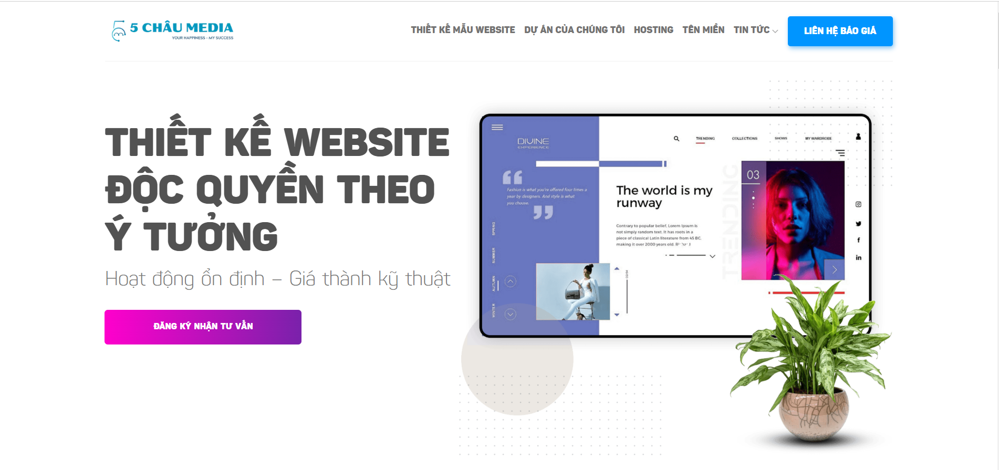 5 CHÂU MEDIA
YOUR HAPPINESS - MY SUCCESS
THIẾT KẾ MẪU WEBSITE
DỰ ÁN CỦA CHÚNG TÔI
HOSTING
TÊN MIỀN
TIN TỨC
LIÊN HỆ BÁO GIÁ
THIẾT KẾ WEBSITE
ĐỘC QUYỀN THEO
Ý TƯỞNG
Hoạt động ổn định – Giá thành kỹ thuật
ĐĂNG KÝ NHẬN TƯ VẤN
DIVINE
EXPERIENCE
TRENDING
COLLECTIONS
SHOWS
MY WARDROBE
“
Fashion is what you're offered four times a
year by designers. And style is what
you choose.
”
SPRING
SUMMER
AUTUMN
WINTER
The world is my
runway
Contrary to popular belief, Lorem Ipsum is
not simply random text. It has roots in a
piece of classical Latin literature from 45 BC,
making it over 2000 years old.
02/04
TRENDING
03